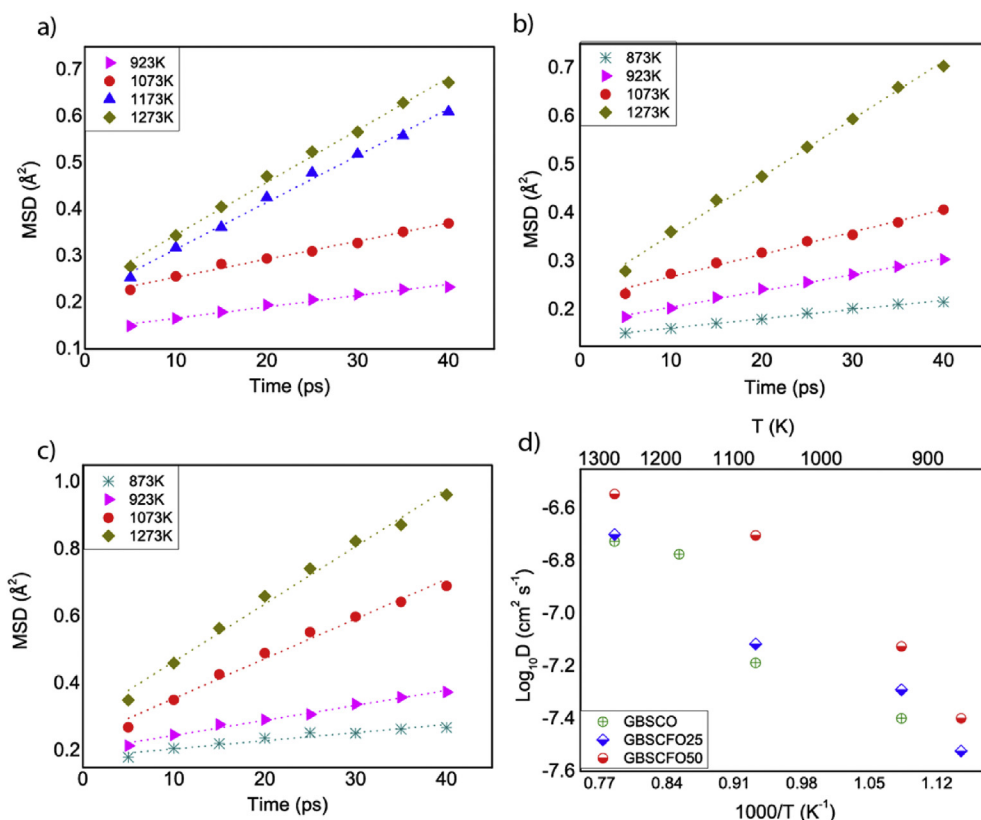 a)
923K
1073K
1173K
1273K
MSD (Å²)
0.7
0.6
0.5
0.4
0.3
0.2
0.1
0 10 20 30 40
Time (ps)
b)
873K
923K
1073K
1273K
MSD (Å²)
0.7
0.6
0.5
0.4
0.3
0.2
0 10 20 30 40
Time (ps)
c)
873K
923K
1073K
1273K
MSD (Å²)
1.0
0.8
0.6
0.4
0.2
0 10 20 30 40
Time (ps)
d)
T (K)
1300 1200 1100 1000 900
Log₁₀D (cm² s⁻¹)
-6.6
-6.8
-7.0
-7.2
-7.4
-7.6
GBSCO
GBSCFO25
GBSCFO50
0.77 0.84 0.91 0.98 1.05 1.12
1000/T (K⁻¹)